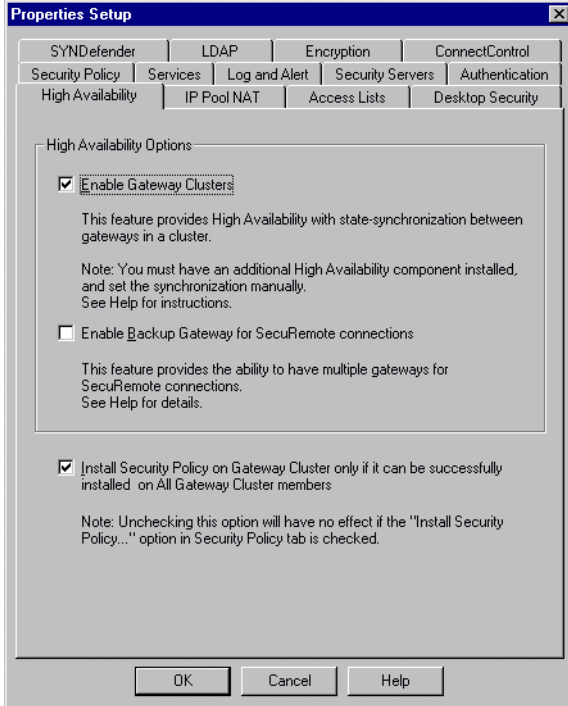 Properties Setup
SYNDefender LDAP Encryption ConnectControl
Security Policy Services Log and Alert Security Servers Authentication
High Availability IP Pool NAT Access Lists Desktop Security
High Availability Options
Enable Gateway Clusters
This feature provides High Availability with state-synchronization between
gateways in a cluster.
Note: You must have an additional High Availability component installed,
and set the synchronization manually.
See Help for instructions.
Enable Backup Gateway for SecuRemote connections
This feature provides the ability to have multiple gateways for
SecuRemote connections.
See Help for details.
Install Security Policy on Gateway Cluster only if it can be successfully
installed on All Gateway Cluster members
Note: Unchecking this option will have no effect if the "Install Security
Policy..." option in Security Policy tab is checked.
OK Cancel Help